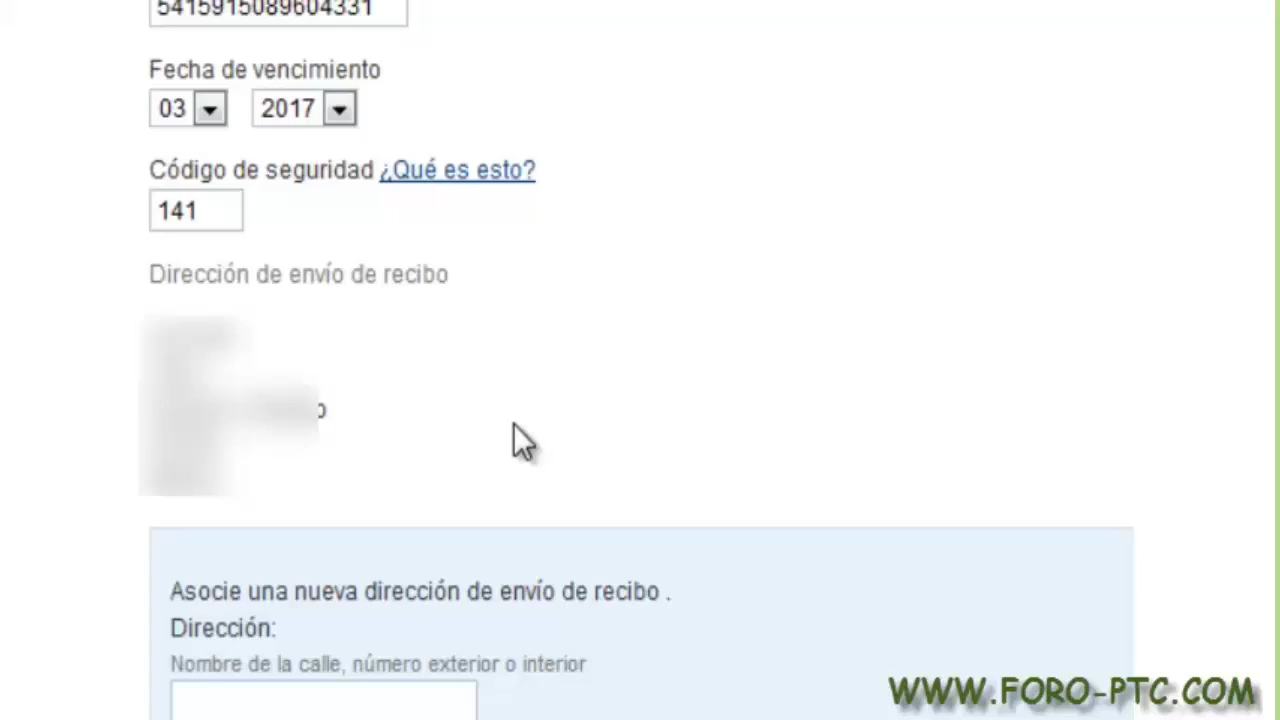 5415915089604331
Fecha de vencimiento
03 2017
Código de seguridad ¿Qué es esto?
141
Dirección de envío de recibo
Asocie una nueva dirección de envío de recibo .
Dirección:
Nombre de la calle, número exterior o interior
WWW.FORO-PTC.COM